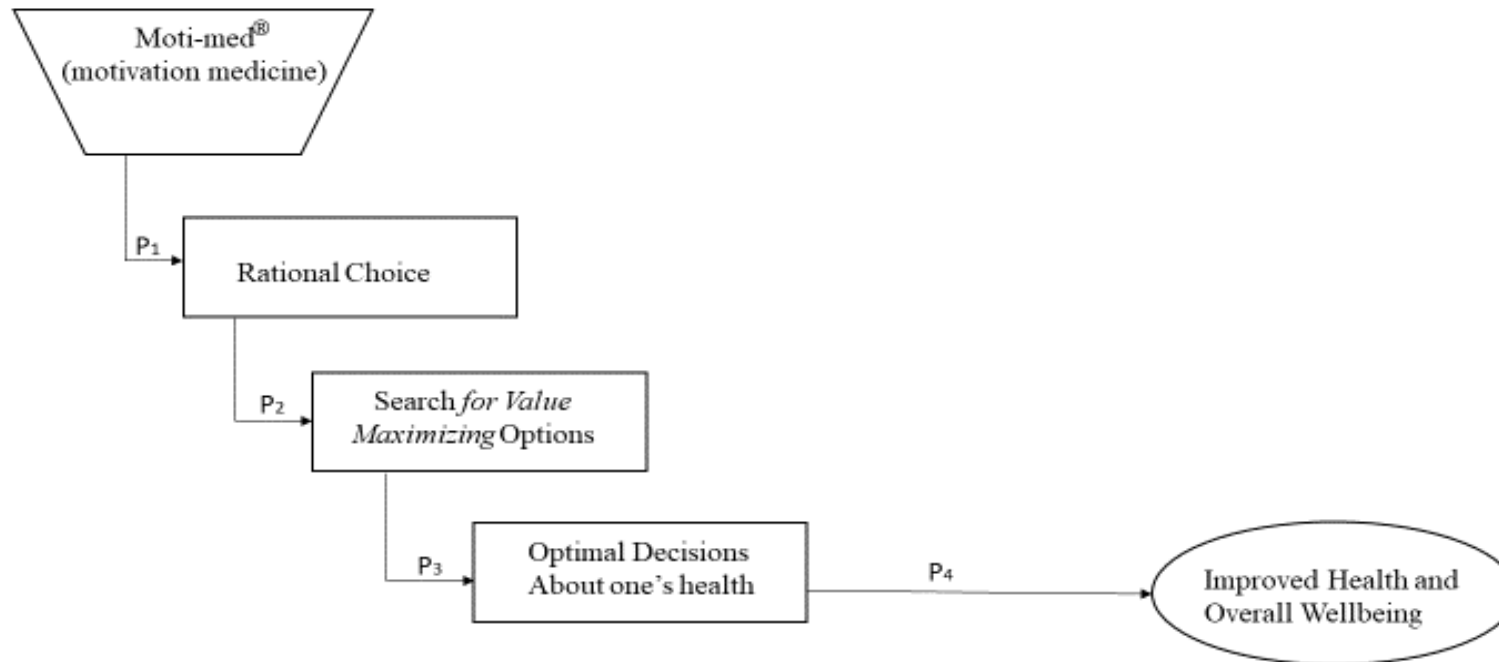 Moti-med®
(motivation medicine)
P₁
Rational Choice
P₂
Search for Value
Maximizing Options
P₃
Optimal Decisions
About one’s health
P₄
Improved Health and
Overall Wellbeing